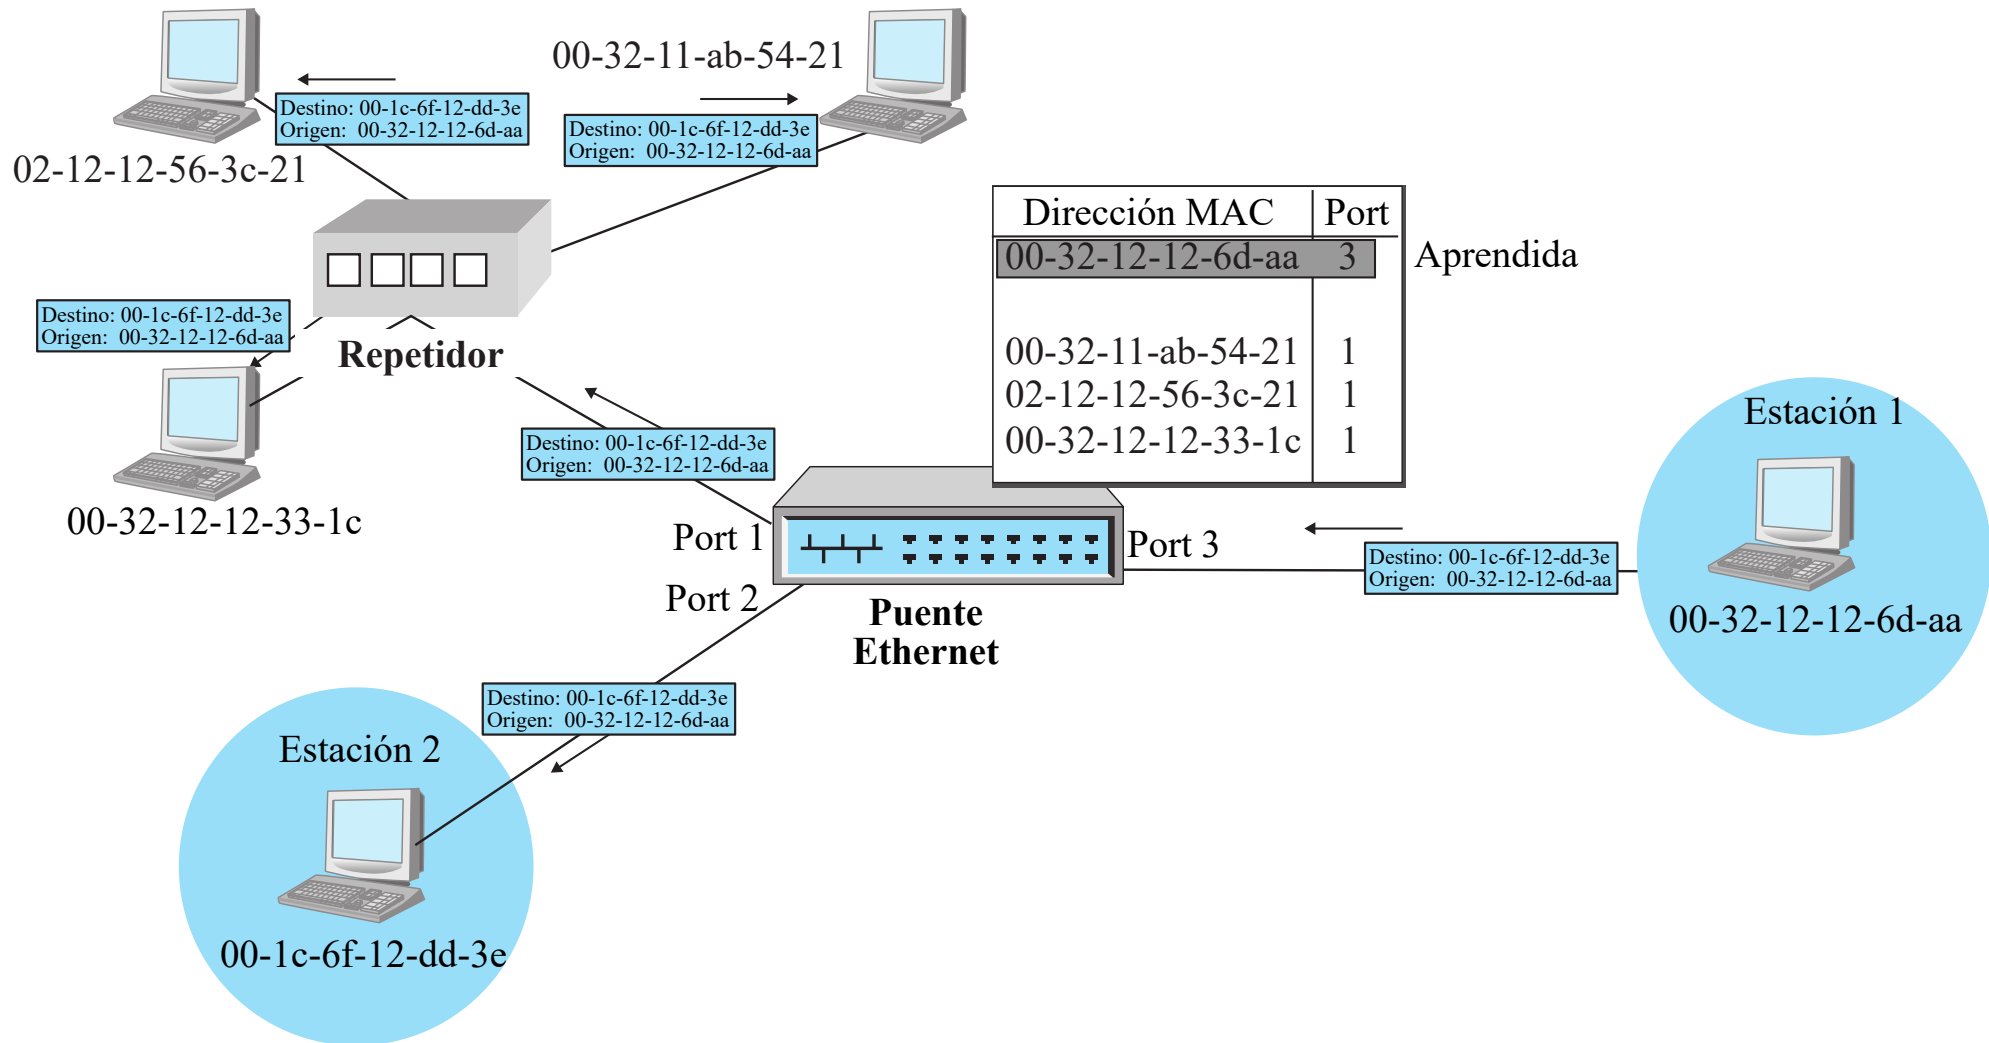 00-32-11-ab-54-21
Destino: 00-1c-6f-12-dd-3e
Origen: 00-32-12-12-6d-aa
Destino: 00-1c-6f-12-dd-3e
Origen: 00-32-12-12-6d-aa
02-12-12-56-3c-21
Dirección MAC Port
00-32-12-12-6d-aa 3
Aprendida
00-32-11-ab-54-21 1
02-12-12-56-3c-21 1
00-32-12-12-33-1c 1
Destino: 00-1c-6f-12-dd-3e
Origen: 00-32-12-12-6d-aa
Repetidor
00-32-12-12-33-1c
Destino: 00-1c-6f-12-dd-3e
Origen: 00-32-12-12-6d-aa
Estación 1
Port 1
Port 3
Destino: 00-1c-6f-12-dd-3e
Origen: 00-32-12-12-6d-aa
00-32-12-12-6d-aa
Port 2
Puente
Ethernet
Destino: 00-1c-6f-12-dd-3e
Origen: 00-32-12-12-6d-aa
Estación 2
00-1c-6f-12-dd-3e